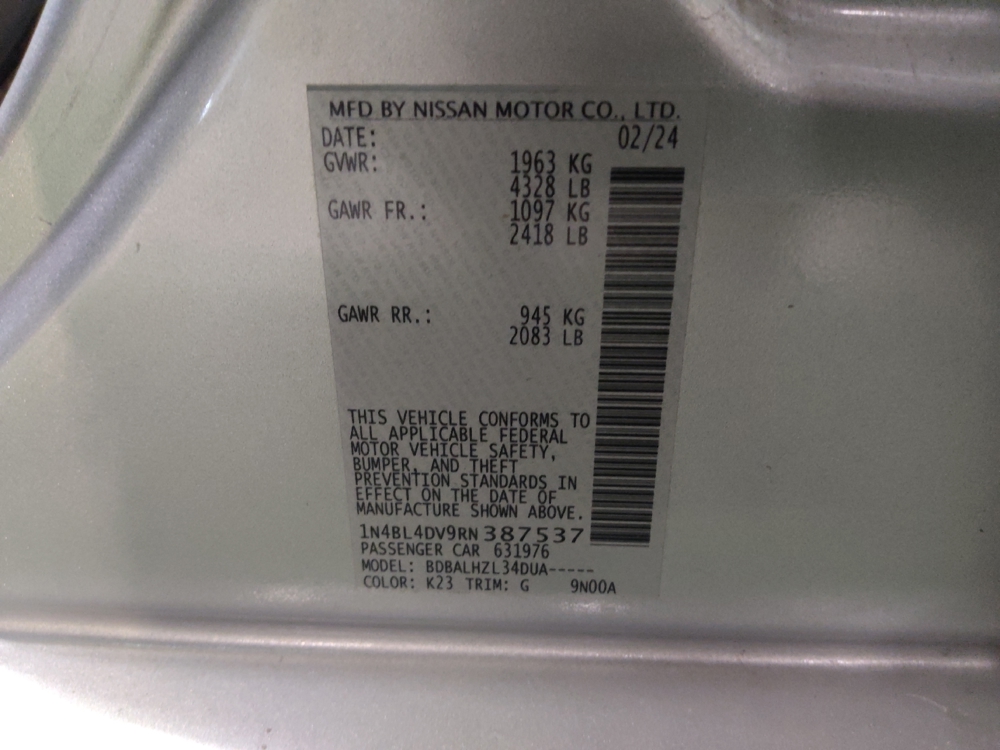 MFD BY NISSAN MOTOR CO., LTD.
DATE: 02/24
GVWR: 1963 KG
4328 LB
GAWR FR.: 1097 KG
2418 LB
GAWR RR.: 945 KG
2083 LB
THIS VEHICLE CONFORMS TO
ALL APPLICABLE FEDERAL
MOTOR VEHICLE SAFETY,
BUMPER, AND THEFT
PREVENTION STANDARDS IN
EFFECT ON THE DATE OF
MANUFACTURE SHOWN ABOVE.
1N4BL4DV9RN387537
PASSENGER CAR 631976
MODEL: BDBALHZL34DUA-----
COLOR: K23 TRIM: G 9N00A